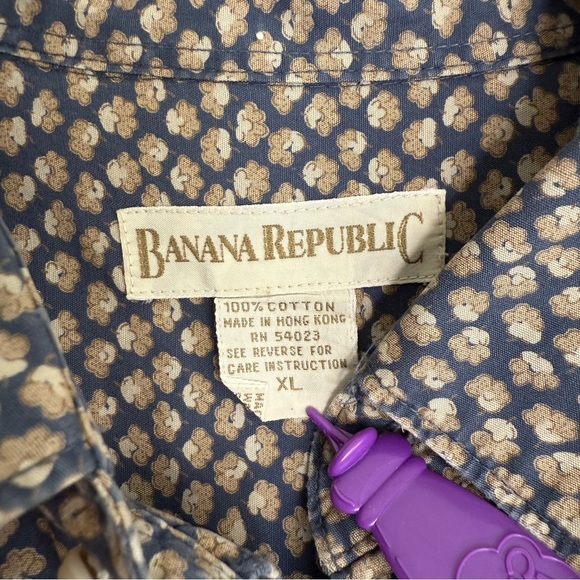 BANANA REPUBLIC
100% COTTON
MADE IN HONG KONG
RN 54023
SEE REVERSE FOR
CARE INSTRUCTION
XL